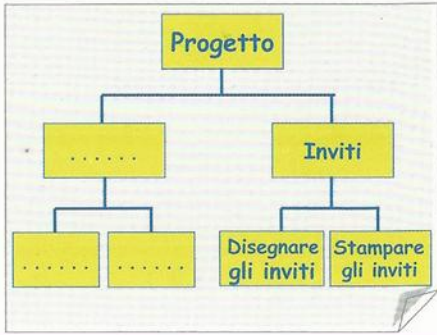 Progetto
. . . . . .
Inviti
. . . . . .
. . . . . .
Disegnare
gli inviti
Stampare
gli inviti